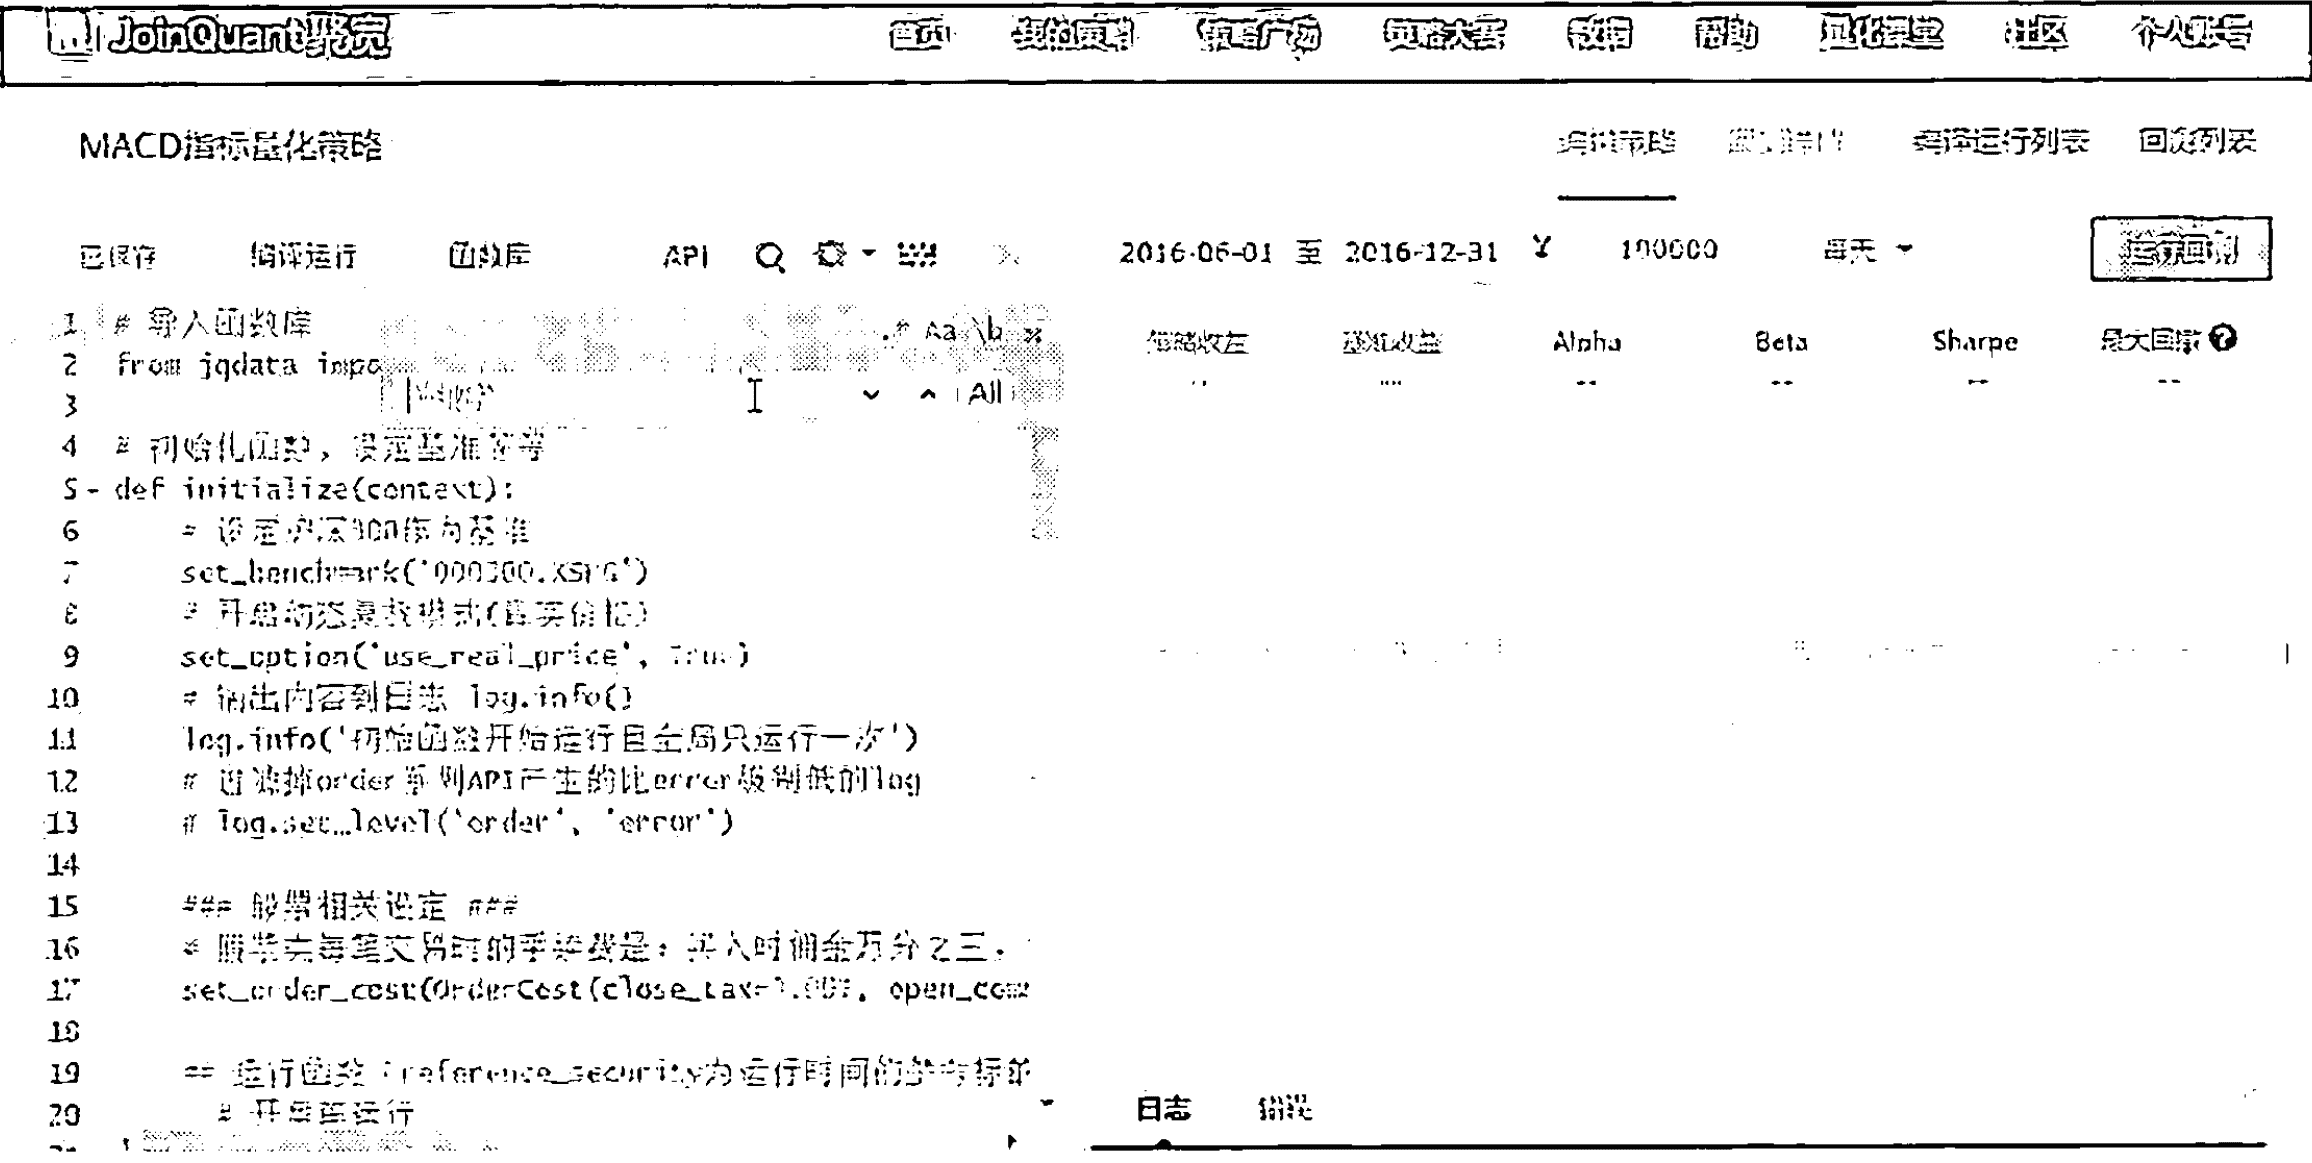 JoinQuant聚宽 首页 我的策略 策略广场 策略大赛 数据 帮助 量化课堂 社区 个人账号
MACD指标量化策略 编辑策略 编译运行列表 回测列表
已保存 编译运行 函数库 API 2016-06-01 至 2016-12-31 ¥ 100000 每天 运行回测
1 # 导入函数库
.* Aa \b ×
2 from jqdata impo
3 All
策略收益 基准收益 Alpha Beta Sharpe 最大回撤
-- -- -- -- -- --
4 # 初始化函数，设定基准等等
5 - def initialize(context):
6 # 设定沪深300作为基准
7 set_benchmark('000300.XSHG')
8 # 开启动态复权模式(真实价格)
9 set_option('use_real_price', True)
10 # 输出内容到日志 log.info()
11 log.info('初始函数开始运行且全局只运行一次')
12 # 过滤掉order系列API产生的比error级别低的log
13 # log.set_level('order', 'error')
14
15 ### 股票相关设定 ###
16 # 股票类每笔交易时的手续费是：买入时佣金万分之三，
17 set_order_cost(OrderCost(close_tax=0.001, open_com
18
19 ## 运行函数（reference_security为运行时间的参考标的
20 # 开盘前运行
日志 错误